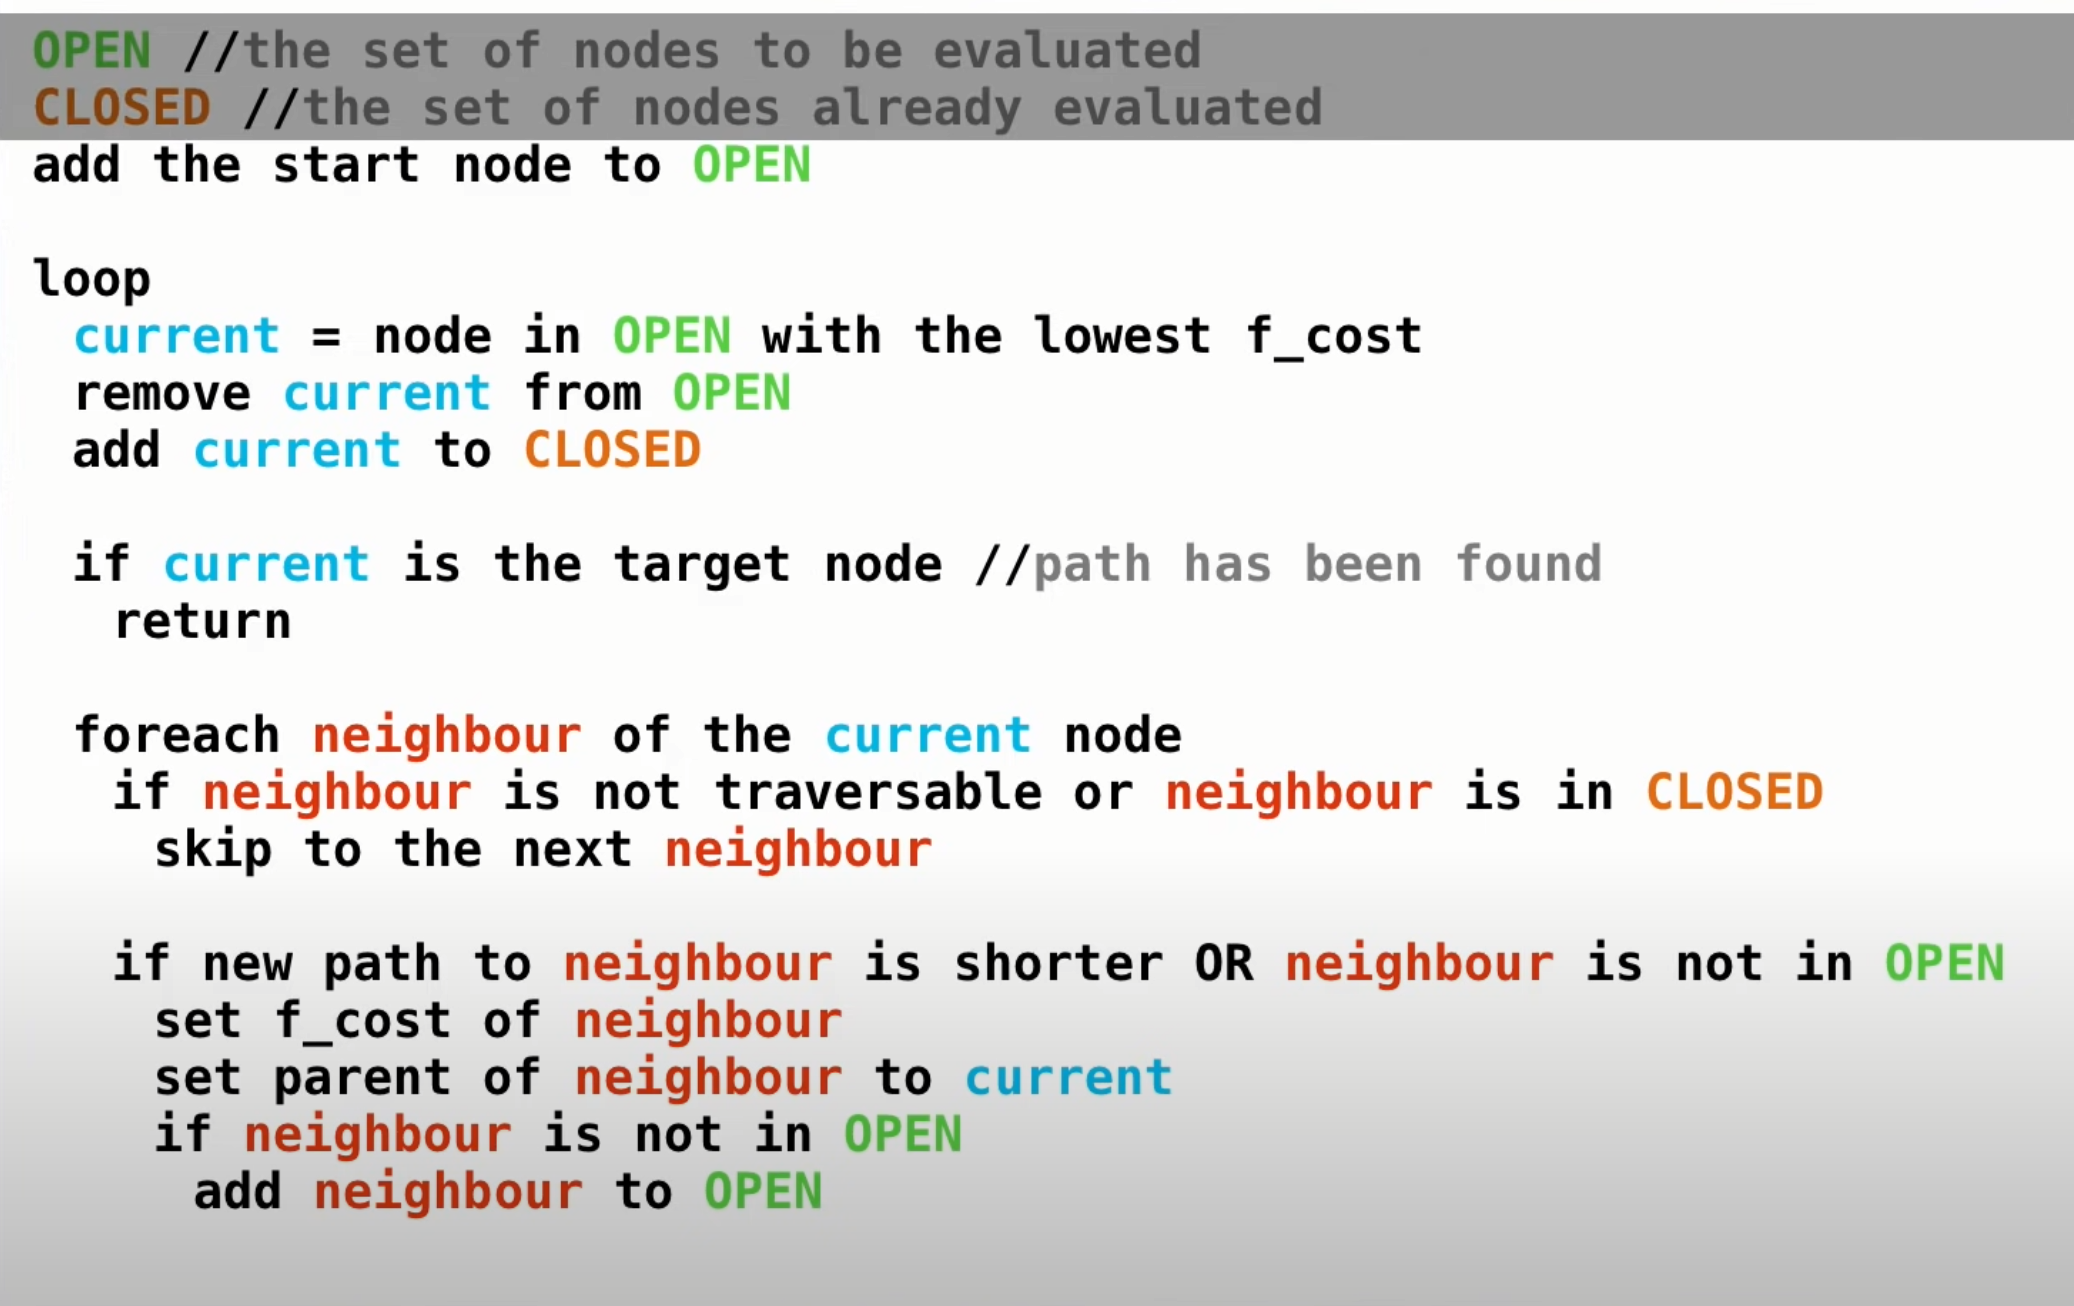 OPEN //the set of nodes to be evaluated
CLOSED //the set of nodes already evaluated
add the start node to OPEN
loop
current = node in OPEN with the lowest f_cost
remove current from OPEN
add current to CLOSED
if current is the target node //path has been found
return
foreach neighbour of the current node
if neighbour is not traversable or neighbour is in CLOSED
skip to the next neighbour
if new path to neighbour is shorter OR neighbour is not in OPEN
set f_cost of neighbour
set parent of neighbour to current
if neighbour is not in OPEN
add neighbour to OPEN